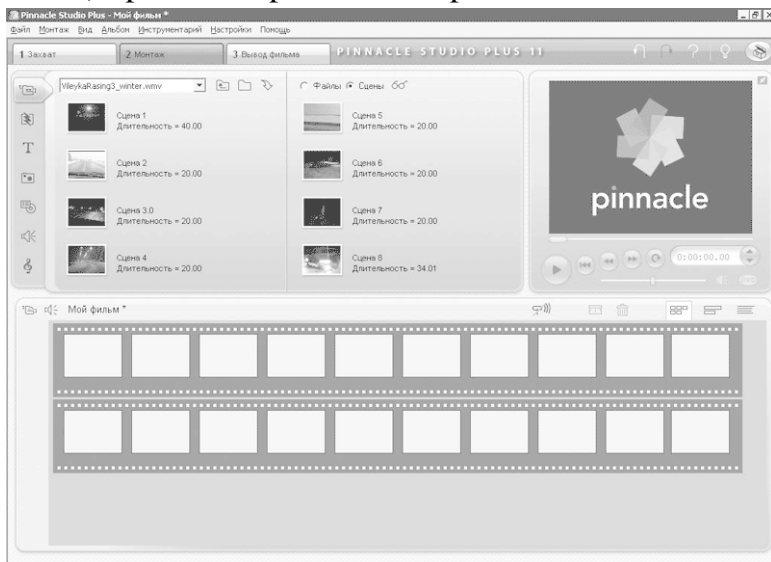 Pinnacle Studio Plus - Мой фильм *
Файл Монтаж Вид Альбом Инструментарий Настройки Помощь
1 Захват
2 Монтаж
3 Вывод фильма
PINNACLE STUDIO PLUS 11
VileykaRasing3_winter.wmv
Файлы Сцены
Сцена 1
Длительность = 40.00
Сцена 2
Длительность = 20.00
Сцена 3.0
Длительность = 20.00
Сцена 4
Длительность = 20.00
Сцена 5
Длительность = 20.00
Сцена 6
Длительность = 20.00
Сцена 7
Длительность = 20.00
Сцена 8
Длительность = 34.01
pinnacle
0:00:00.00
Мой фильм *